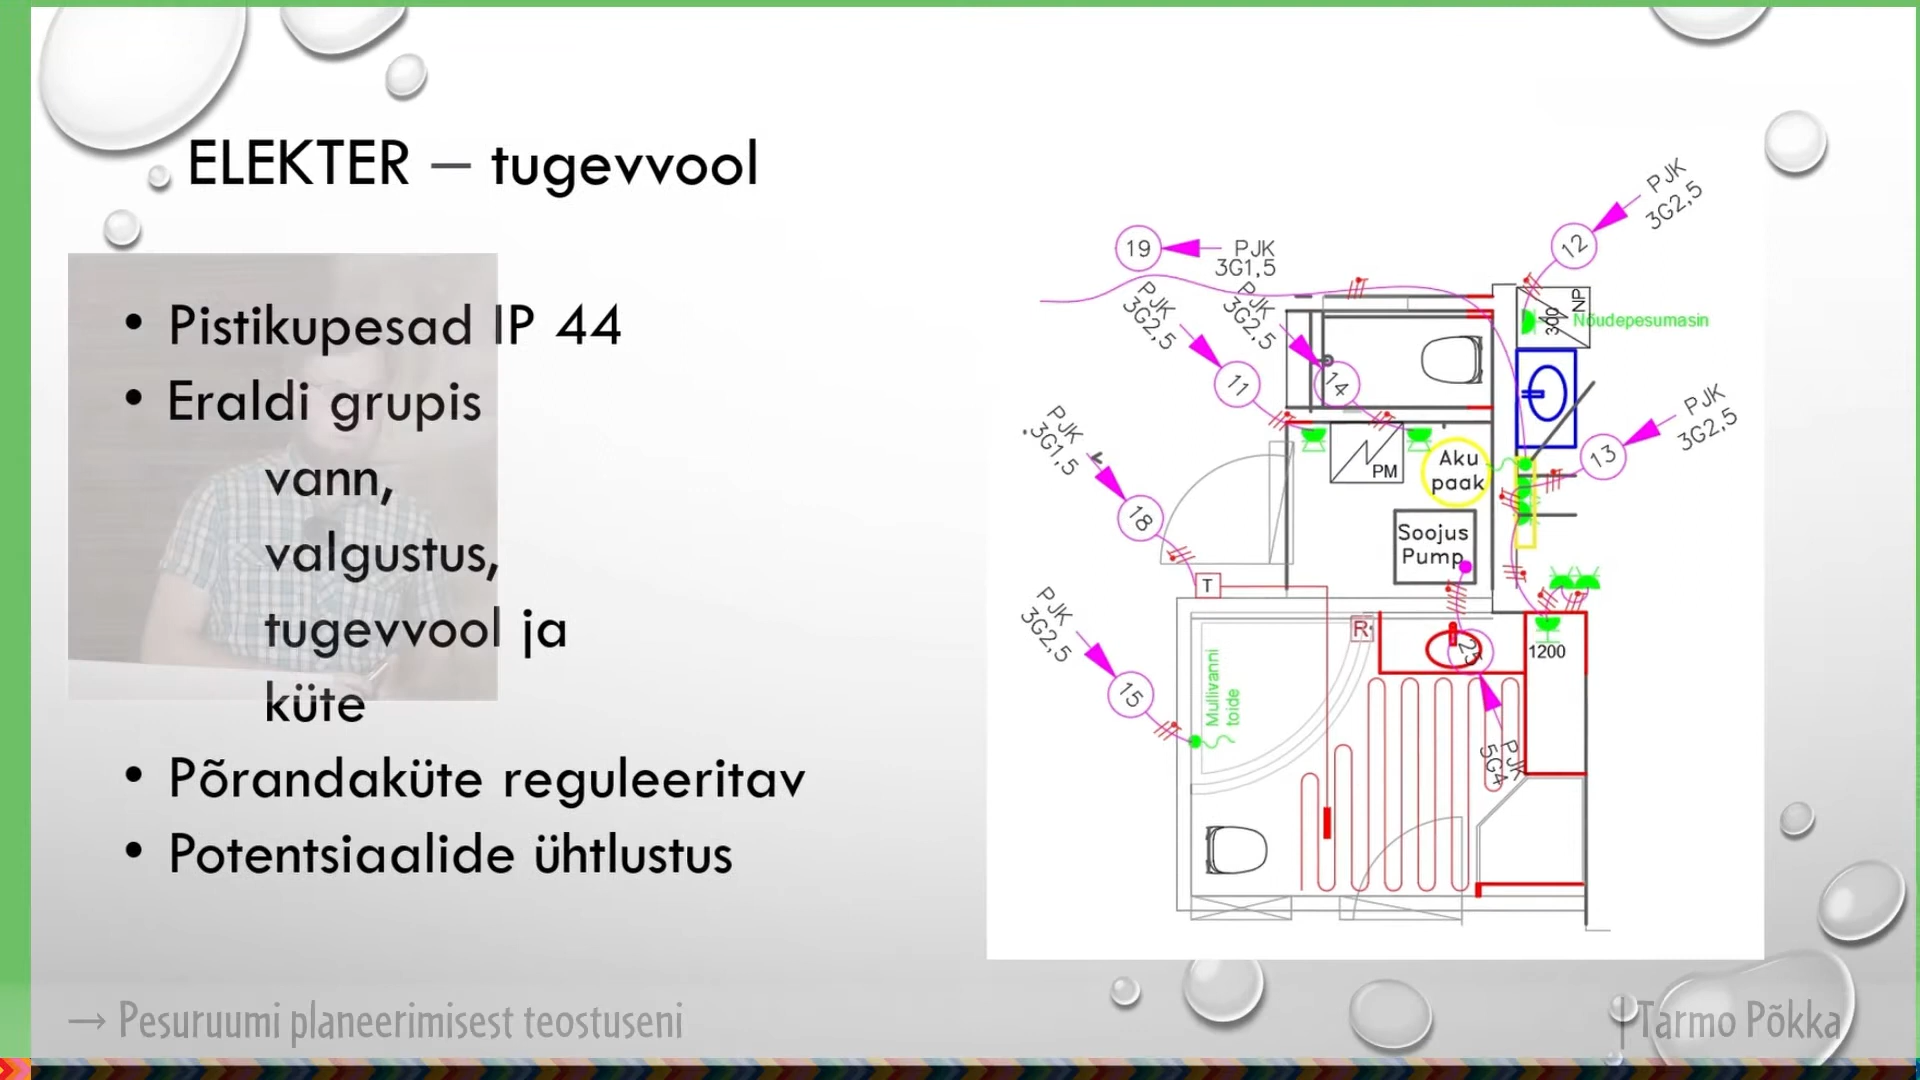 ELEKTER – tugevvool
• Pistikupesad IP 44
• Eraldi grupis
vann,
valgustus,
tugevvool ja
küte
• Põrandaküte reguleeritav
• Potentsiaalide ühtlustus
19
PJK
3G1,5
12
PJK
3G2,5
PJK
3G2,5
11
PJK
3G2,5
14
300
NP
Nõudepesumasin
PJK
3G2,5
13
PJK
3G1,5
18
PM
Aku
paak
Soojus
Pump
T
PJK
3G2,5
15
R
25
1200
Mullivanni
toide
PJK
5G4
→ Pesuruumi planeerimisest teostuseni
|Tarmo Põkka